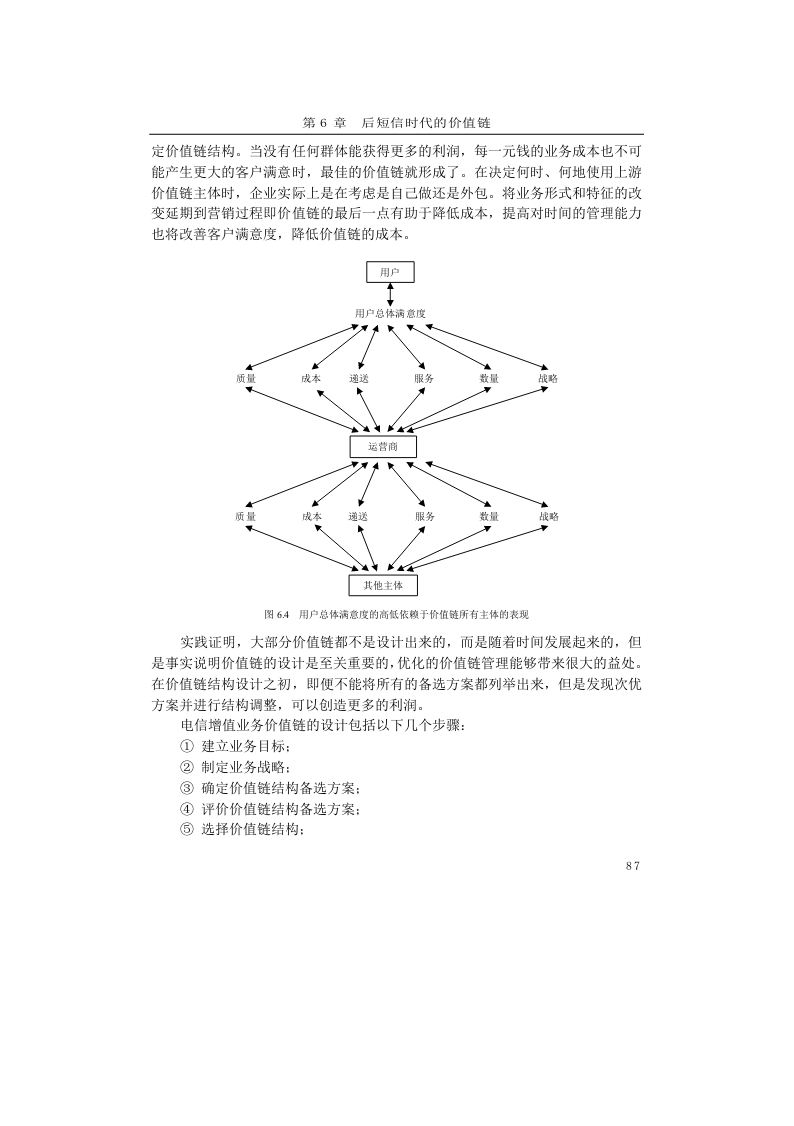 第 6 章　后短信时代的价值链
定价值链结构。当没有任何群体能获得更多的利润，每一元钱的业务成本也不可
能产生更大的客户满意时，最佳的价值链就形成了。在决定何时、何地使用上游
价值链主体时，企业实际上是在考虑是自己做还是外包。将业务形式和特征的改
变延期到营销过程即价值链的最后一点有助于降低成本，提高对时间的管理能力
也将改善客户满意度，降低价值链的成本。
用户
用户总体满意度
质量　成本　递送　服务　数量　战略
运营商
质量　成本　递送　服务　数量　战略
其他主体
图 6.4　用户总体满意度的高低依赖于价值链所有主体的表现
实践证明，大部分价值链都不是设计出来的，而是随着时间发展起来的，但
是事实说明价值链的设计是至关重要的，优化的价值链管理能够带来很大的益处。
在价值链结构设计之初，即便不能将所有的备选方案都列举出来，但是发现次优
方案并进行结构调整，可以创造更多的利润。
电信增值业务价值链的设计包括以下几个步骤：
① 建立业务目标；
② 制定业务战略；
③ 确定价值链结构备选方案；
④ 评价价值链结构备选方案；
⑤ 选择价值链结构；
87